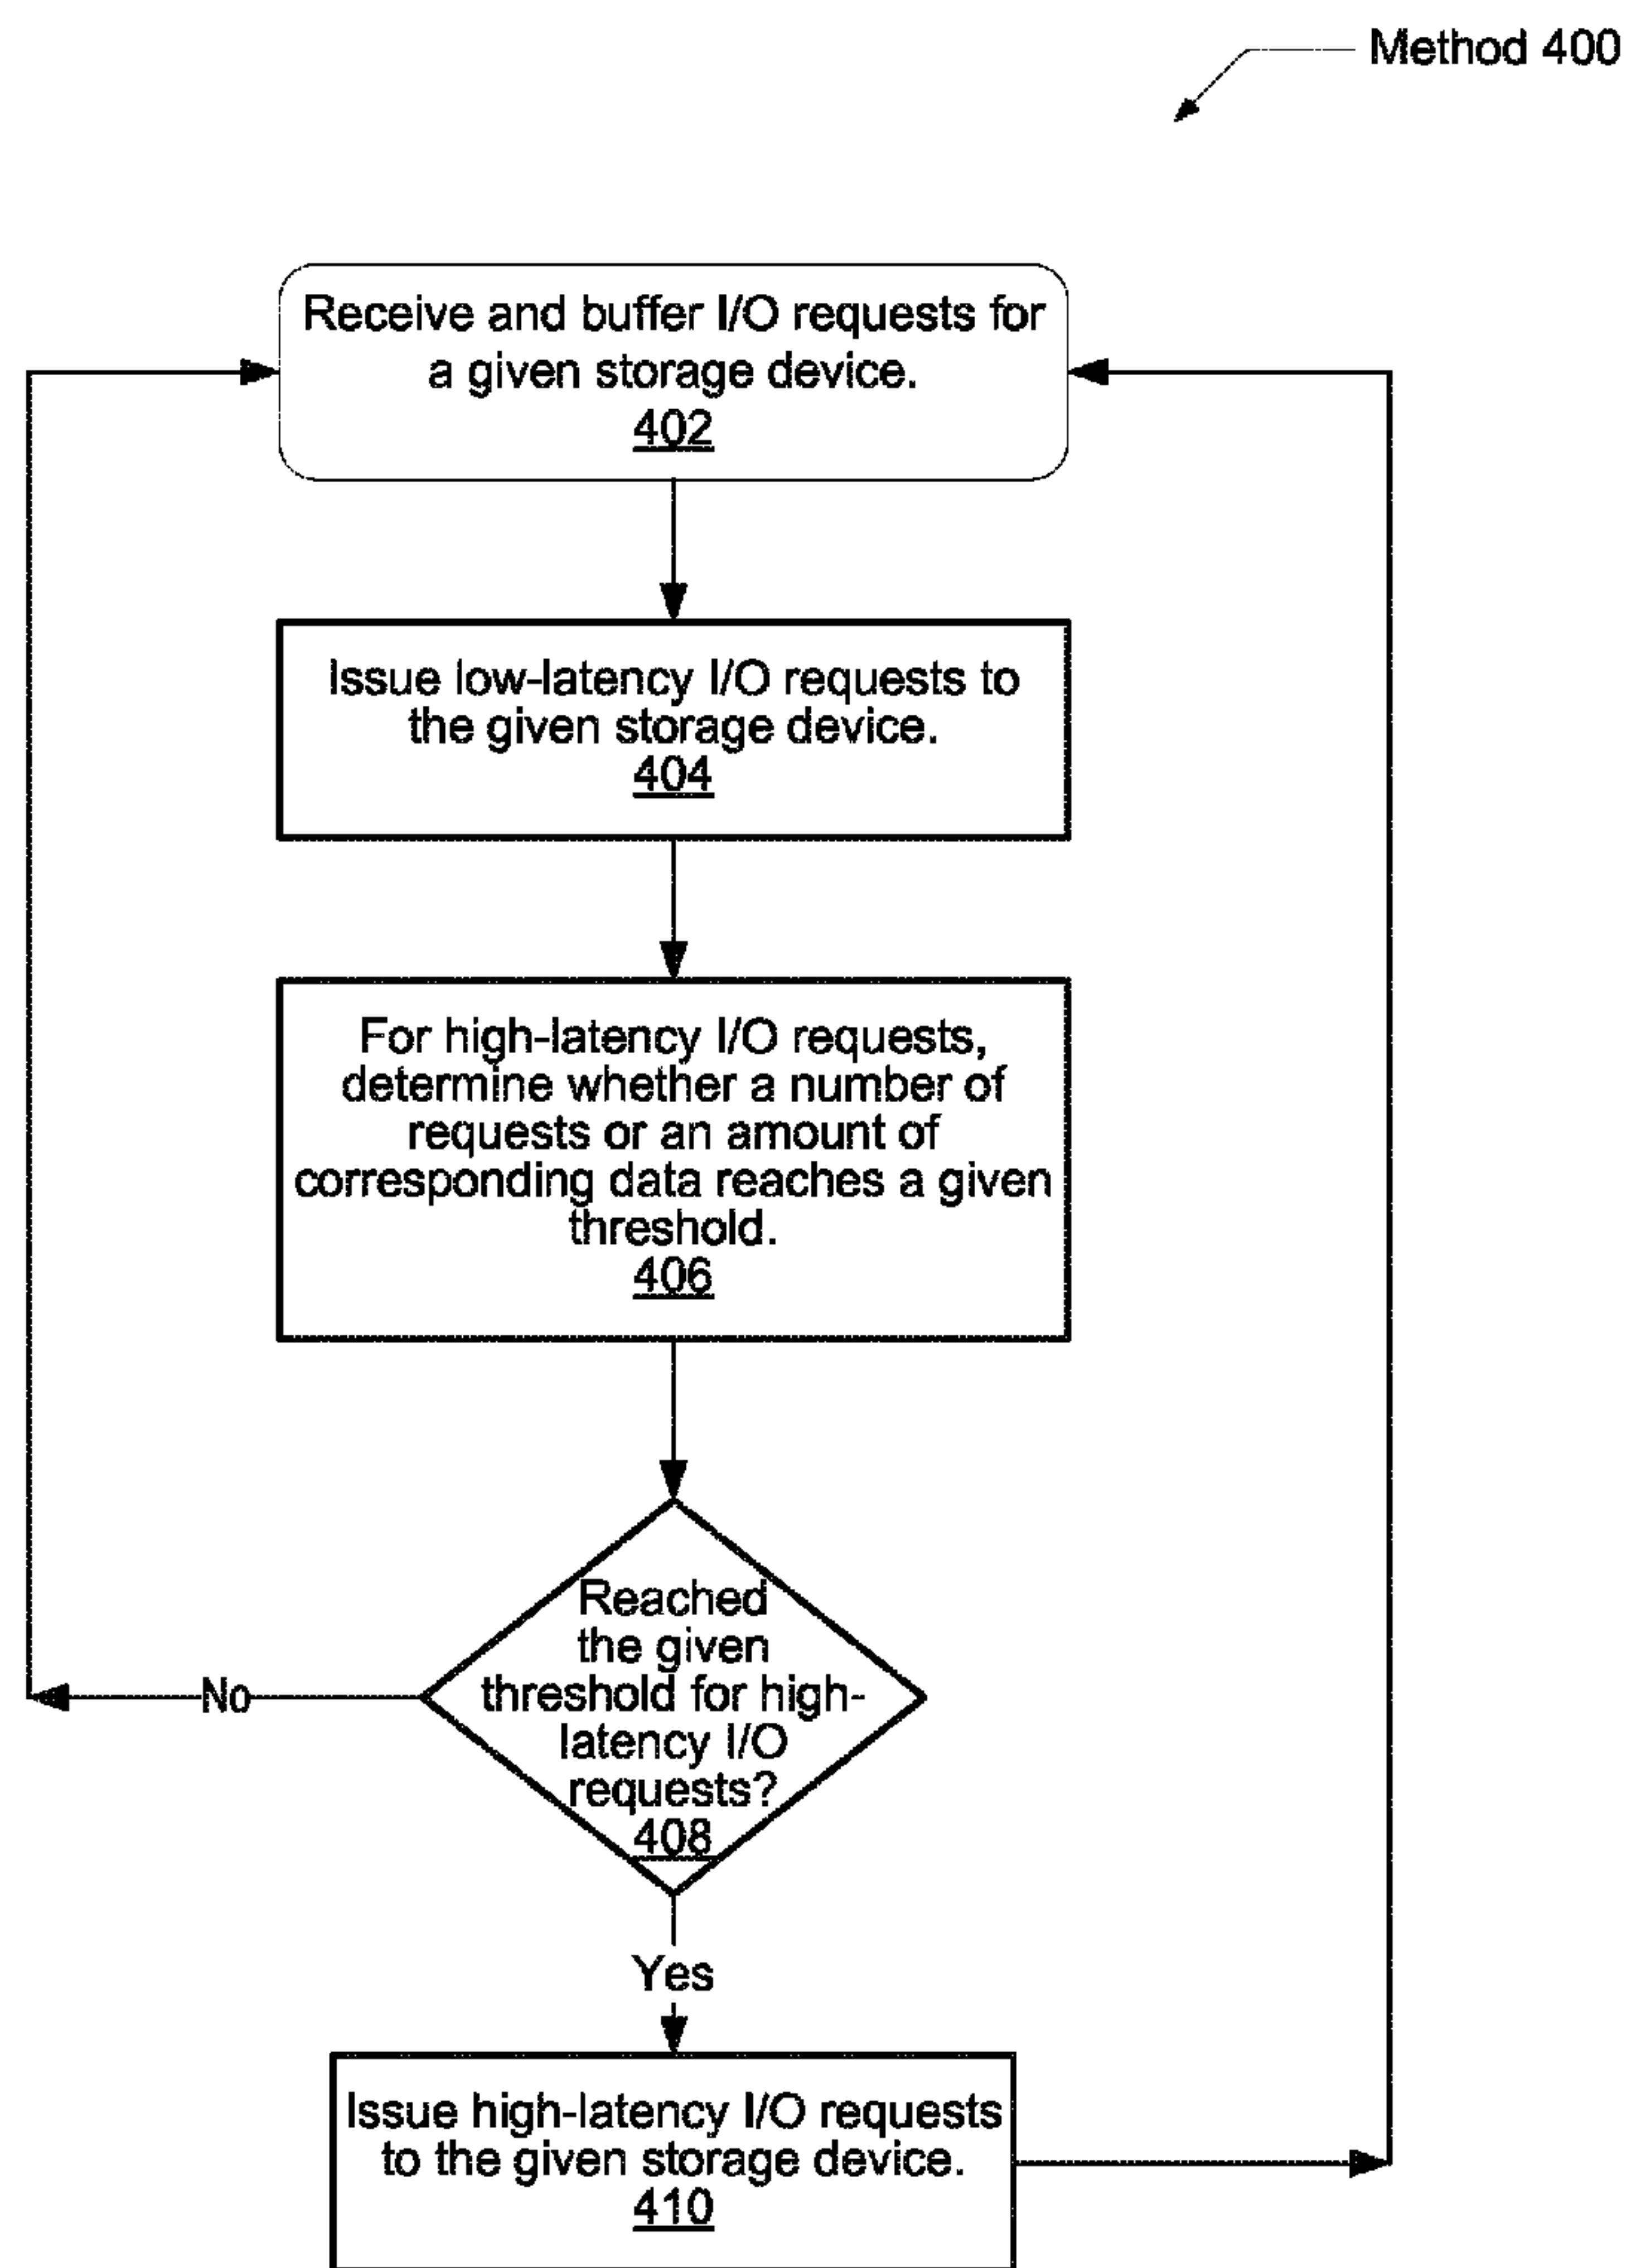 Method 400
Receive and buffer I/O requests for
a given storage device.
402
Issue low-latency I/O requests to
the given storage device.
404
For high-latency I/O requests,
determine whether a number of
requests or an amount of
corresponding data reaches a given
threshold.
406
Reached
the given
threshold for high-
latency I/O
requests?
408
No
Yes
Issue high-latency I/O requests
to the given storage device.
410